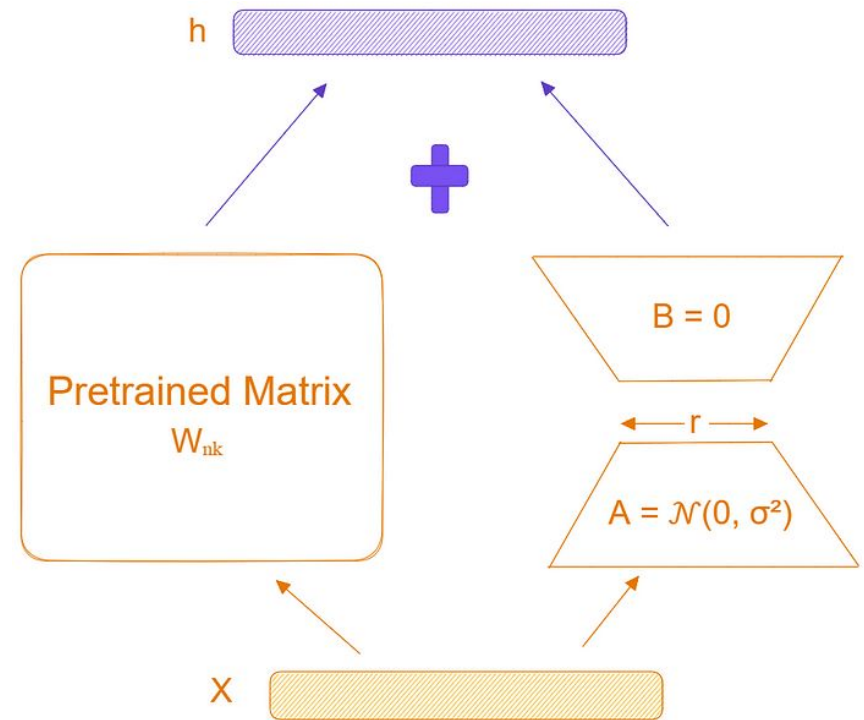 h
Pretrained Matrix
Wnk
B = 0
r
A = 𝒩(0, σ²)
X